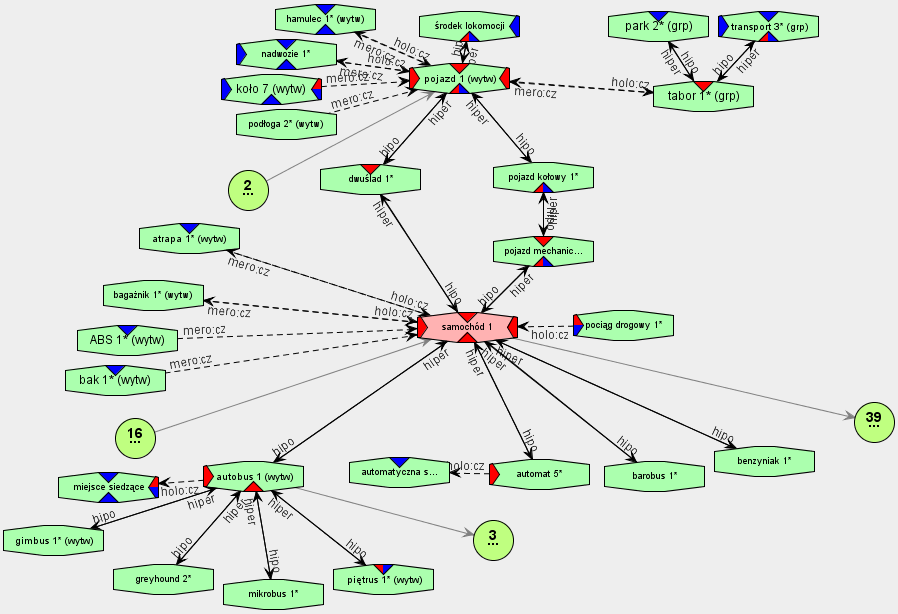 hamulec 1* (wytw)
środek lokomocji
park 2* (grp)
transport 3* (grp)
nadwozie 1*
holo:cz
mero:cz
holo:cz
mero:cz
hipo
hiper
hiper
hipo
hipo
hiper
koło 7 (wytw)
mero:cz
pojazd 1 (wytw)
holo:cz
mero:cz
tabor 1* (grp)
podłoga 2* (wytw)
mero:cz
hiper
hiper
hipo
hipo
2
...
dwuślad 1*
pojazd kołowy 1*
hiper
hipo
hiper
atrapa 1* (wytw)
mero:cz
pojazd mechanic...
bagażnik 1* (wytw)
mero:cz
holo:cz
holo:cz
hipo
hipo
hiper
ABS 1* (wytw)
mero:cz
samochód 1
pociąg drogowy 1*
holo:cz
bak 1* (wytw)
mero:cz
hiper
hiper
hiper
hiper
16
...
39
...
hipo
hipo
hipo
hipo
miejsce siedzące
holo:cz
autobus 1 (wytw)
automatyczna s...
holo:cz
automat 5*
barobus 1*
benzyniak 1*
hipo
hiper
hiper
hiper
hiper
gimbus 1* (wytw)
3
...
hipo
hipo
hipo
greyhound 2*
mikrobus 1*
piętrus 1* (wytw)